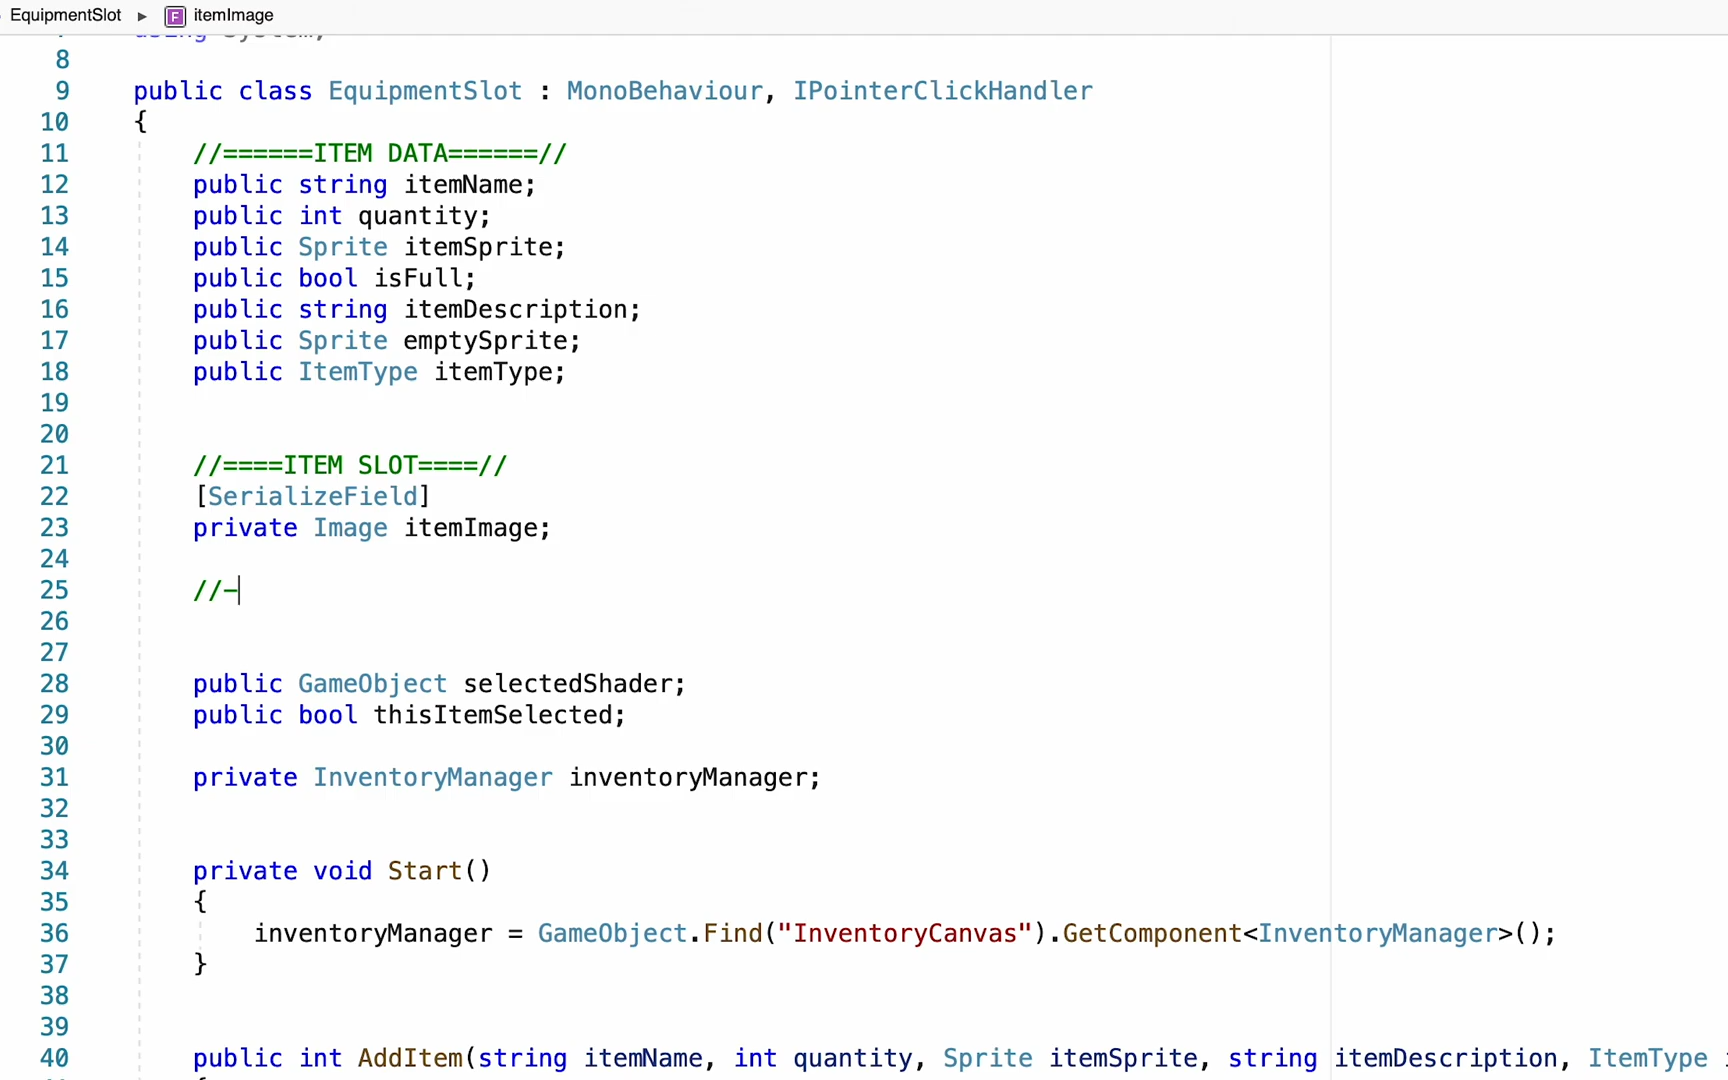 EquipmentSlot ▸ F itemImage
using System;
8
9 public class EquipmentSlot : MonoBehaviour, IPointerClickHandler
10 {
11 //======ITEM DATA======//
12 public string itemName;
13 public int quantity;
14 public Sprite itemSprite;
15 public bool isFull;
16 public string itemDescription;
17 public Sprite emptySprite;
18 public ItemType itemType;
19
20
21 //====ITEM SLOT====//
22 [SerializeField]
23 private Image itemImage;
24
25 //-
26
27
28 public GameObject selectedShader;
29 public bool thisItemSelected;
30
31 private InventoryManager inventoryManager;
32
33
34 private void Start()
35 {
36 inventoryManager = GameObject.Find("InventoryCanvas").GetComponent<InventoryManager>();
37 }
38
39
40 public int AddItem(string itemName, int quantity, Sprite itemSprite, string itemDescription, ItemType